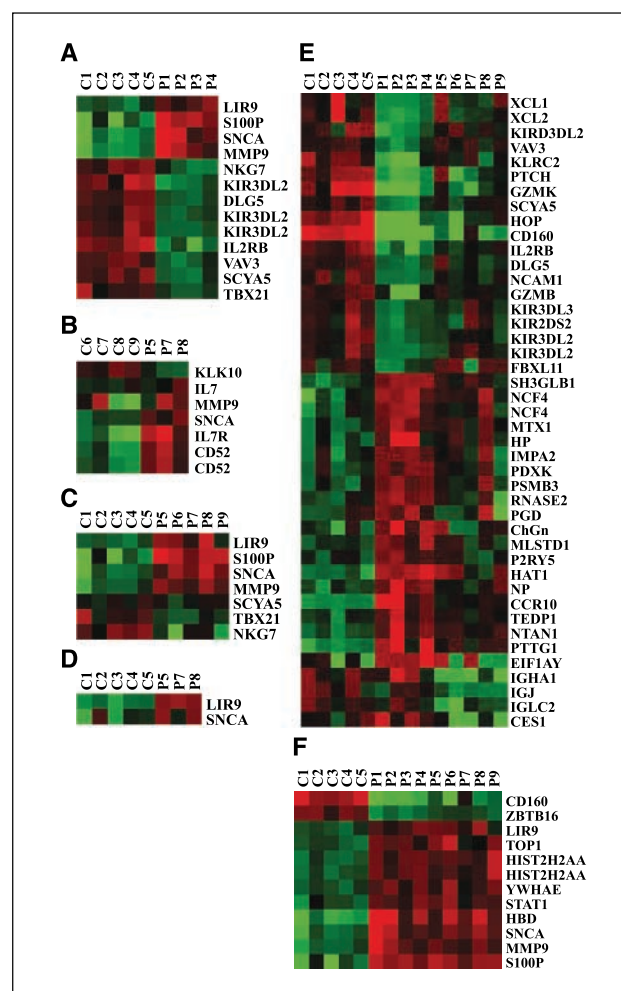 A
C1 C2 C3 C4 C5 P1 P2 P3 P4
LIR9
S100P
SNCA
MMP9
NKG7
KIR3DL2
DLG5
KIR3DL2
KIR3DL2
IL2RB
VAV3
SCYA5
TBX21
B
C6 C7 C8 C9 P5 P7 P8
KLK10
IL7
MMP9
SNCA
IL7R
CD52
CD52
C
C1 C2 C3 C4 C5 P5 P6 P7 P8 P9
LIR9
S100P
SNCA
MMP9
SCYA5
TBX21
NKG7
D
C1 C2 C3 C4 C5 P5 P7 P8
LIR9
SNCA
E
C1 C2 C3 C4 C5 P1 P2 P3 P4 P5 P6 P7 P8 P9
XCL1
XCL2
KIRD3DL2
VAV3
KLRC2
PTCH
GZMK
SCYA5
HOP
CD160
IL2RB
DLG5
NCAM1
GZMB
KIR3DL3
KIR2DS2
KIR3DL2
KIR3DL2
FBXL11
SH3GLB1
NCF4
NCF4
MTX1
HP
IMPA2
PDXK
PSMB3
RNASE2
PGD
ChGn
MLSTD1
P2RY5
HAT1
NP
CCR10
TEDP1
NTAN1
PTTG1
EIF1AY
IGHA1
IGJ
IGLC2
CES1
F
C1 C2 C3 C4 C5 P1 P2 P3 P4 P5 P6 P7 P8 P9
CD160
ZBTB16
LIR9
TOP1
HIST2H2AA
HIST2H2AA
YWHAE
STAT1
HBD
SNCA
MMP9
S100P